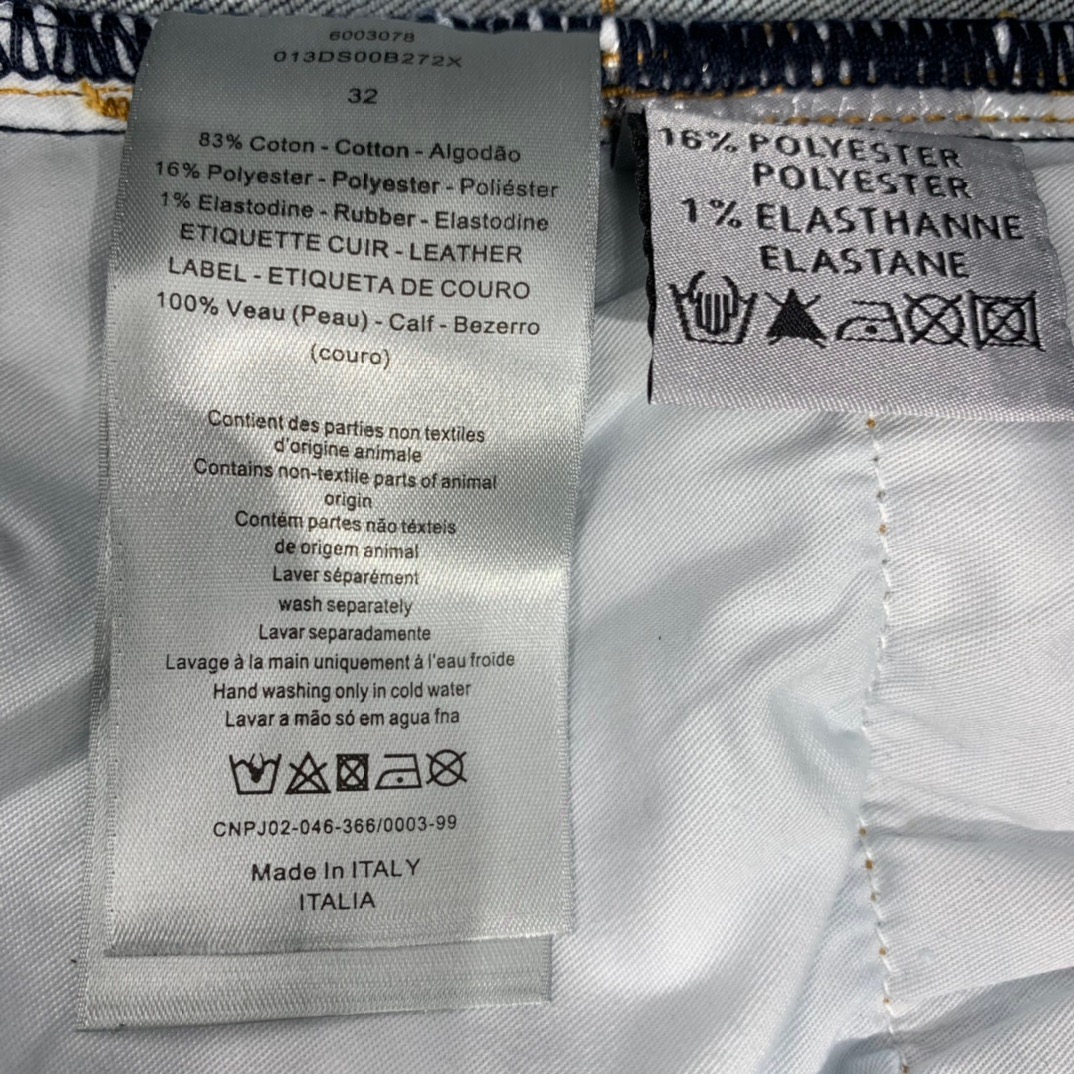 6003078
013DS00B272X
32
83% Coton - Cotton - Algodão
16% Polyester - Polyester - Poliéster
1% Elastodine - Rubber - Elastodine
ETIQUETTE CUIR - LEATHER
LABEL - ETIQUETA DE COURO
100% Veau (Peau) - Calf - Bezerro
(couro)
Contient des parties non textiles
d'origine animale
Contains non-textile parts of animal
origin
Contém partes não téxteis
de origem animal
Laver séparément
wash separately
Lavar separadamente
Lavage à la main uniquement à l'eau froide
Hand washing only in cold water
Lavar a mão só em agua fna
CNPJ02-046-366/0003-99
Made In ITALY
ITALIA
16% POLYESTER
POLYESTER
1% ELASTHANNE
ELASTANE